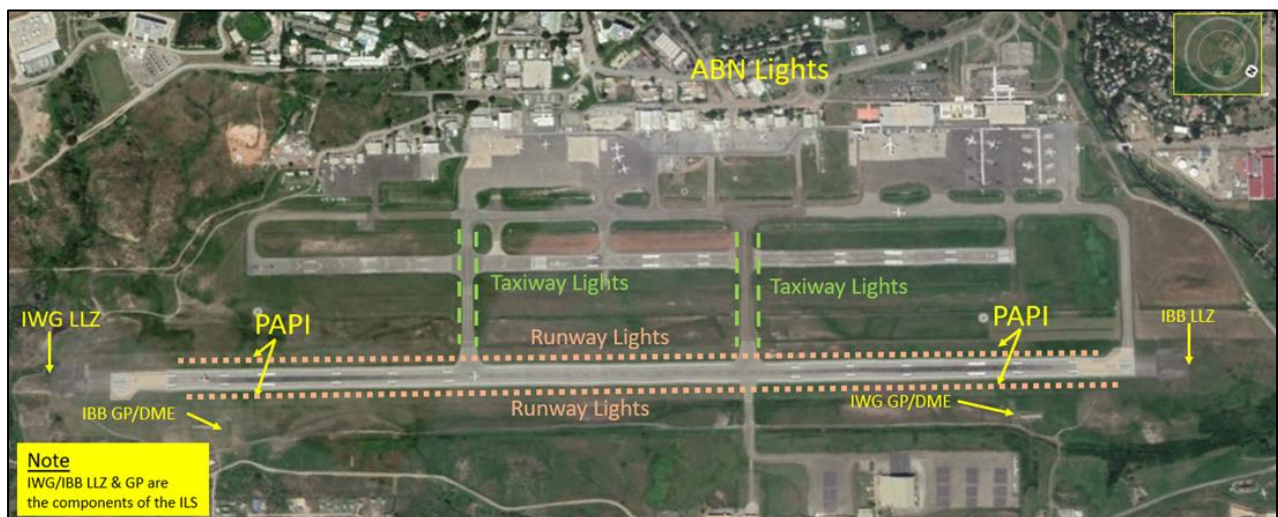 ABN Lights
Taxiway Lights
Taxiway Lights
IWG LLZ
PAPI
Runway Lights
PAPI
IBB LLZ
IBB GP/DME
Runway Lights
IWG GP/DME
Note
IWG/IBB LLZ & GP are
the components of the ILS